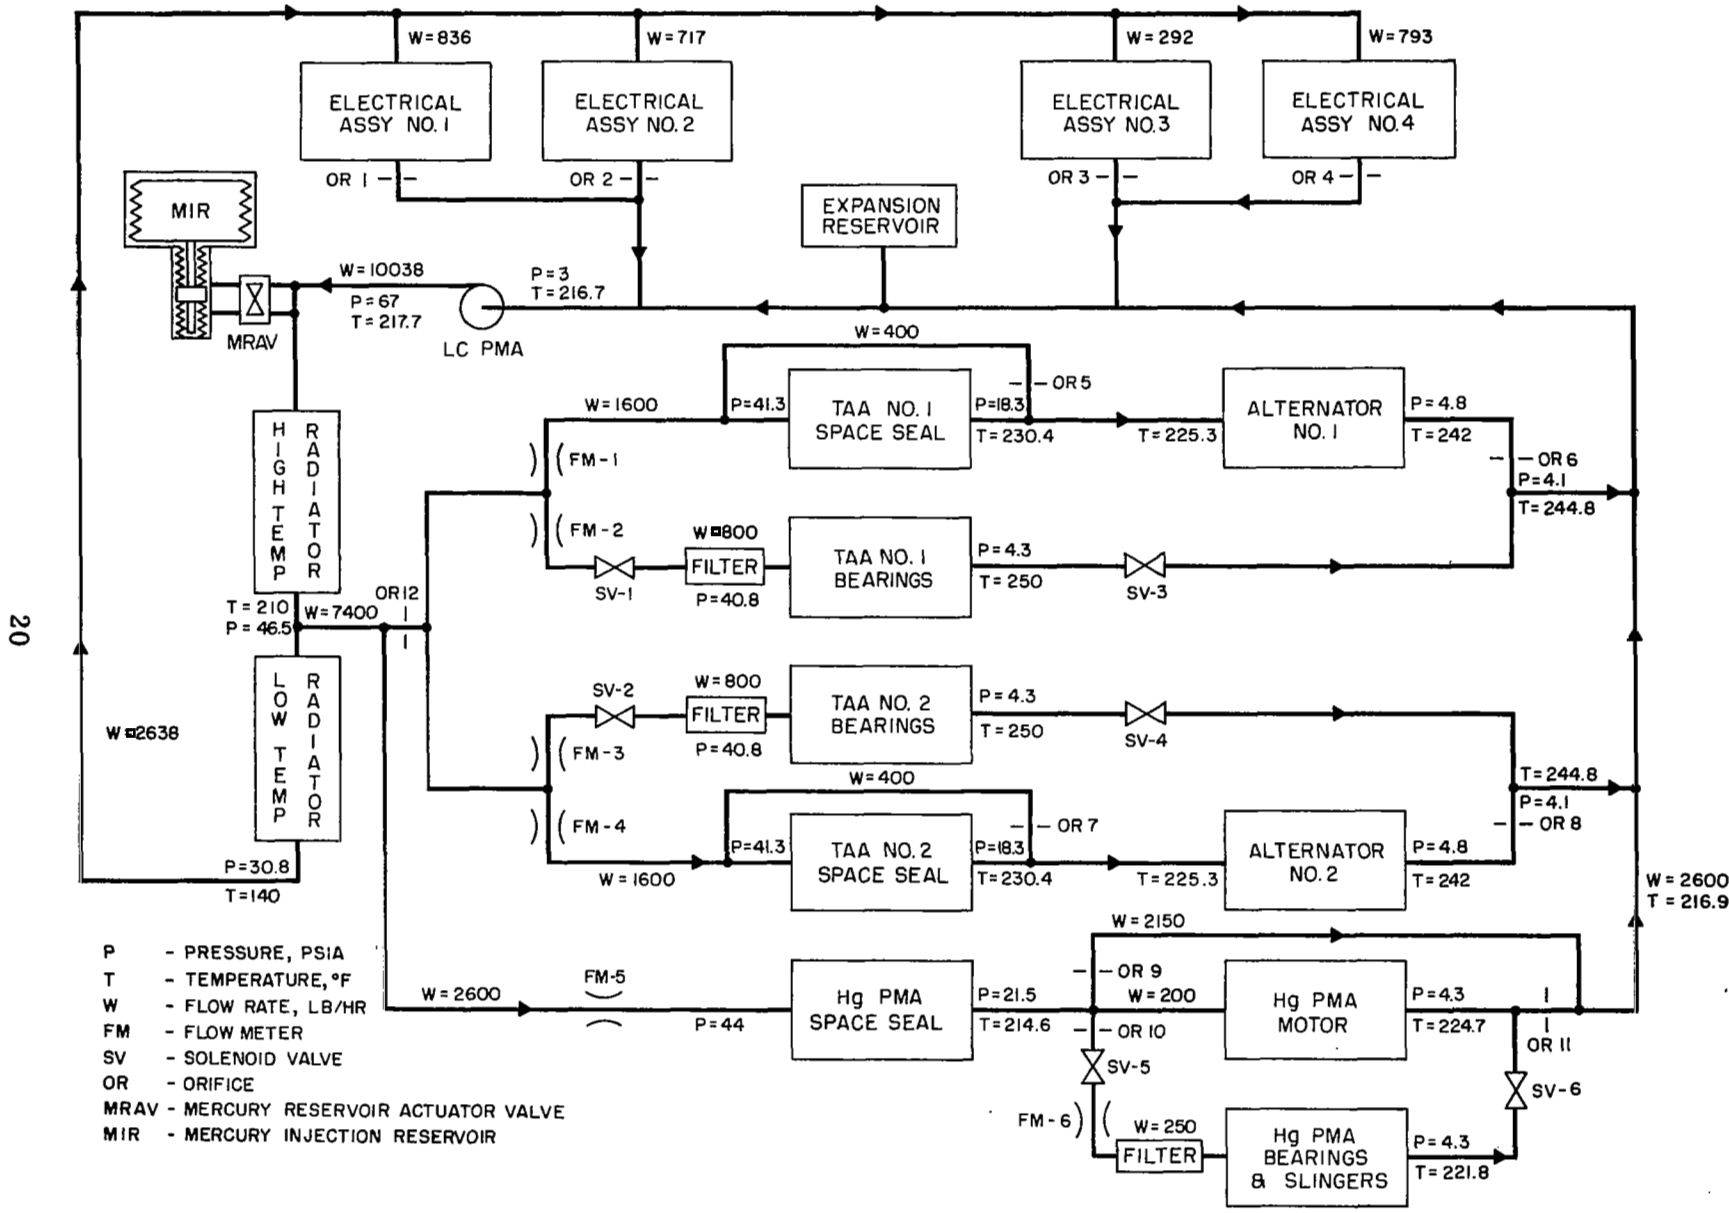 W=836
W=717
W=292
W=793
ELECTRICAL
ASSY NO. 1
ELECTRICAL
ASSY NO. 2
ELECTRICAL
ASSY NO. 3
ELECTRICAL
ASSY NO. 4
OR 1
OR 2
OR 3
OR 4
MIR
EXPANSION
RESERVOIR
W=10038
P=67
T=217.7
P=3
T=216.7
MRAV
LC PMA
W=400
HIGH TEMP
RADIATOR
W=1600
P=41.3
TAA NO. 1
SPACE SEAL
P=18.3
T=230.4
OR 5
T=225.3
ALTERNATOR
NO. 1
P=4.8
T=242
FM-1
OR 6
P=4.1
T=244.8
FM-2
W=800
FILTER
P=40.8
SV-1
TAA NO. 1
BEARINGS
P=4.3
T=250
SV-3
T=210
P=46.5
W=7400
OR 12
20
LOW TEMP
RADIATOR
W=2638
SV-2
W=800
FILTER
P=40.8
TAA NO. 2
BEARINGS
P=4.3
T=250
SV-4
FM-3
W=400
T=244.8
P=4.1
OR 8
FM-4
P=41.3
W=1600
TAA NO. 2
SPACE SEAL
P=18.3
T=230.4
OR 7
T=225.3
ALTERNATOR
NO. 2
P=4.8
T=242
P=30.8
T=140
W=2600
T=216.9
W=2150
W=2600
FM-5
P=44
Hg PMA
SPACE SEAL
P=21.5
T=214.6
OR 9
W=200
OR 10
Hg PMA
MOTOR
P=4.3
T=224.7
OR 11
SV-5
SV-6
FM-6
W=250
FILTER
Hg PMA
BEARINGS
& SLINGERS
P=4.3
T=221.8
P - PRESSURE, PSIA
T - TEMPERATURE, °F
W - FLOW RATE, LB/HR
FM - FLOW METER
SV - SOLENOID VALVE
OR - ORIFICE
MRAV - MERCURY RESERVOIR ACTUATOR VALVE
MIR - MERCURY INJECTION RESERVOIR